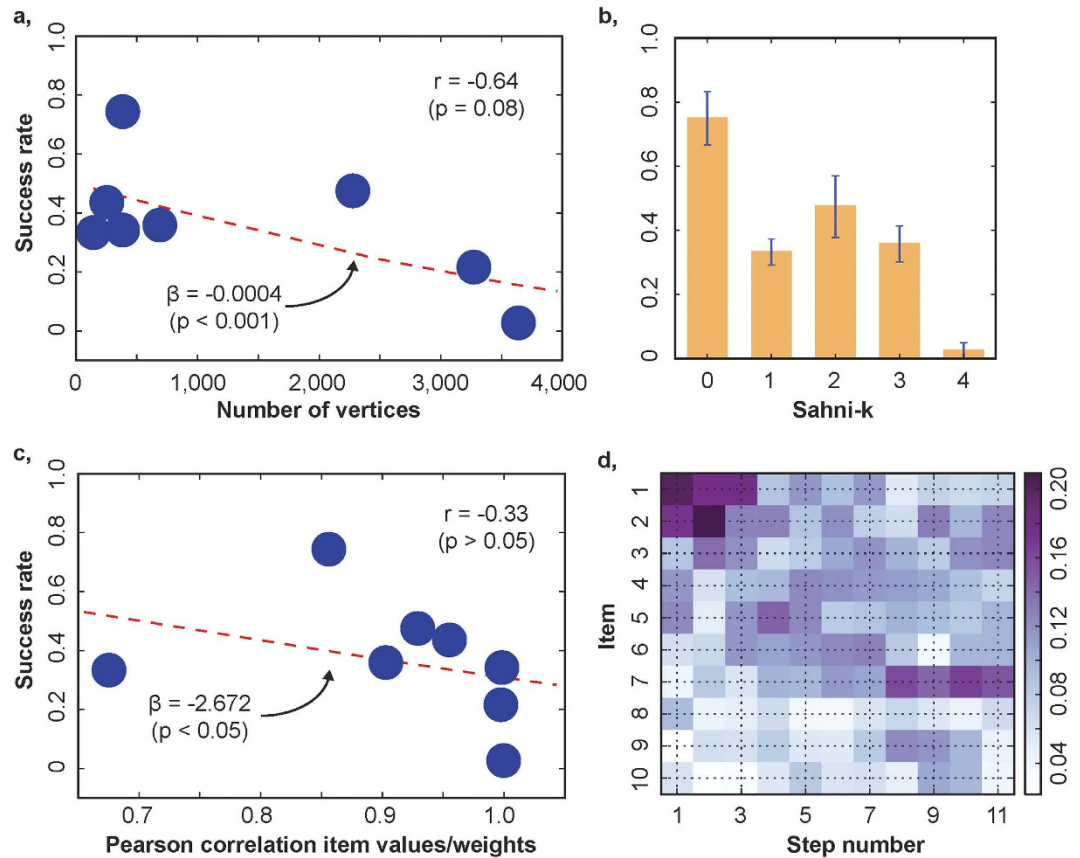 a,
1.0
0.8
0.6
0.4
0.2
0
Success rate
r = -0.64
(p = 0.08)
β = -0.0004
(p < 0.001)
0 1,000 2,000 3,000 4,000
Number of vertices
b,
1.0
0.8
0.6
0.4
0.2
0
0 1 2 3 4
Sahni-k
c,
1.0
0.8
0.6
0.4
0.2
0
Success rate
r = -0.33
(p > 0.05)
β = -2.672
(p < 0.05)
0.7 0.8 0.9 1.0
Pearson correlation item values/weights
d,
Item
1
2
3
4
5
6
7
8
9
10
1 3 5 7 9 11
Step number
0.20
0.16
0.12
0.08
0.04